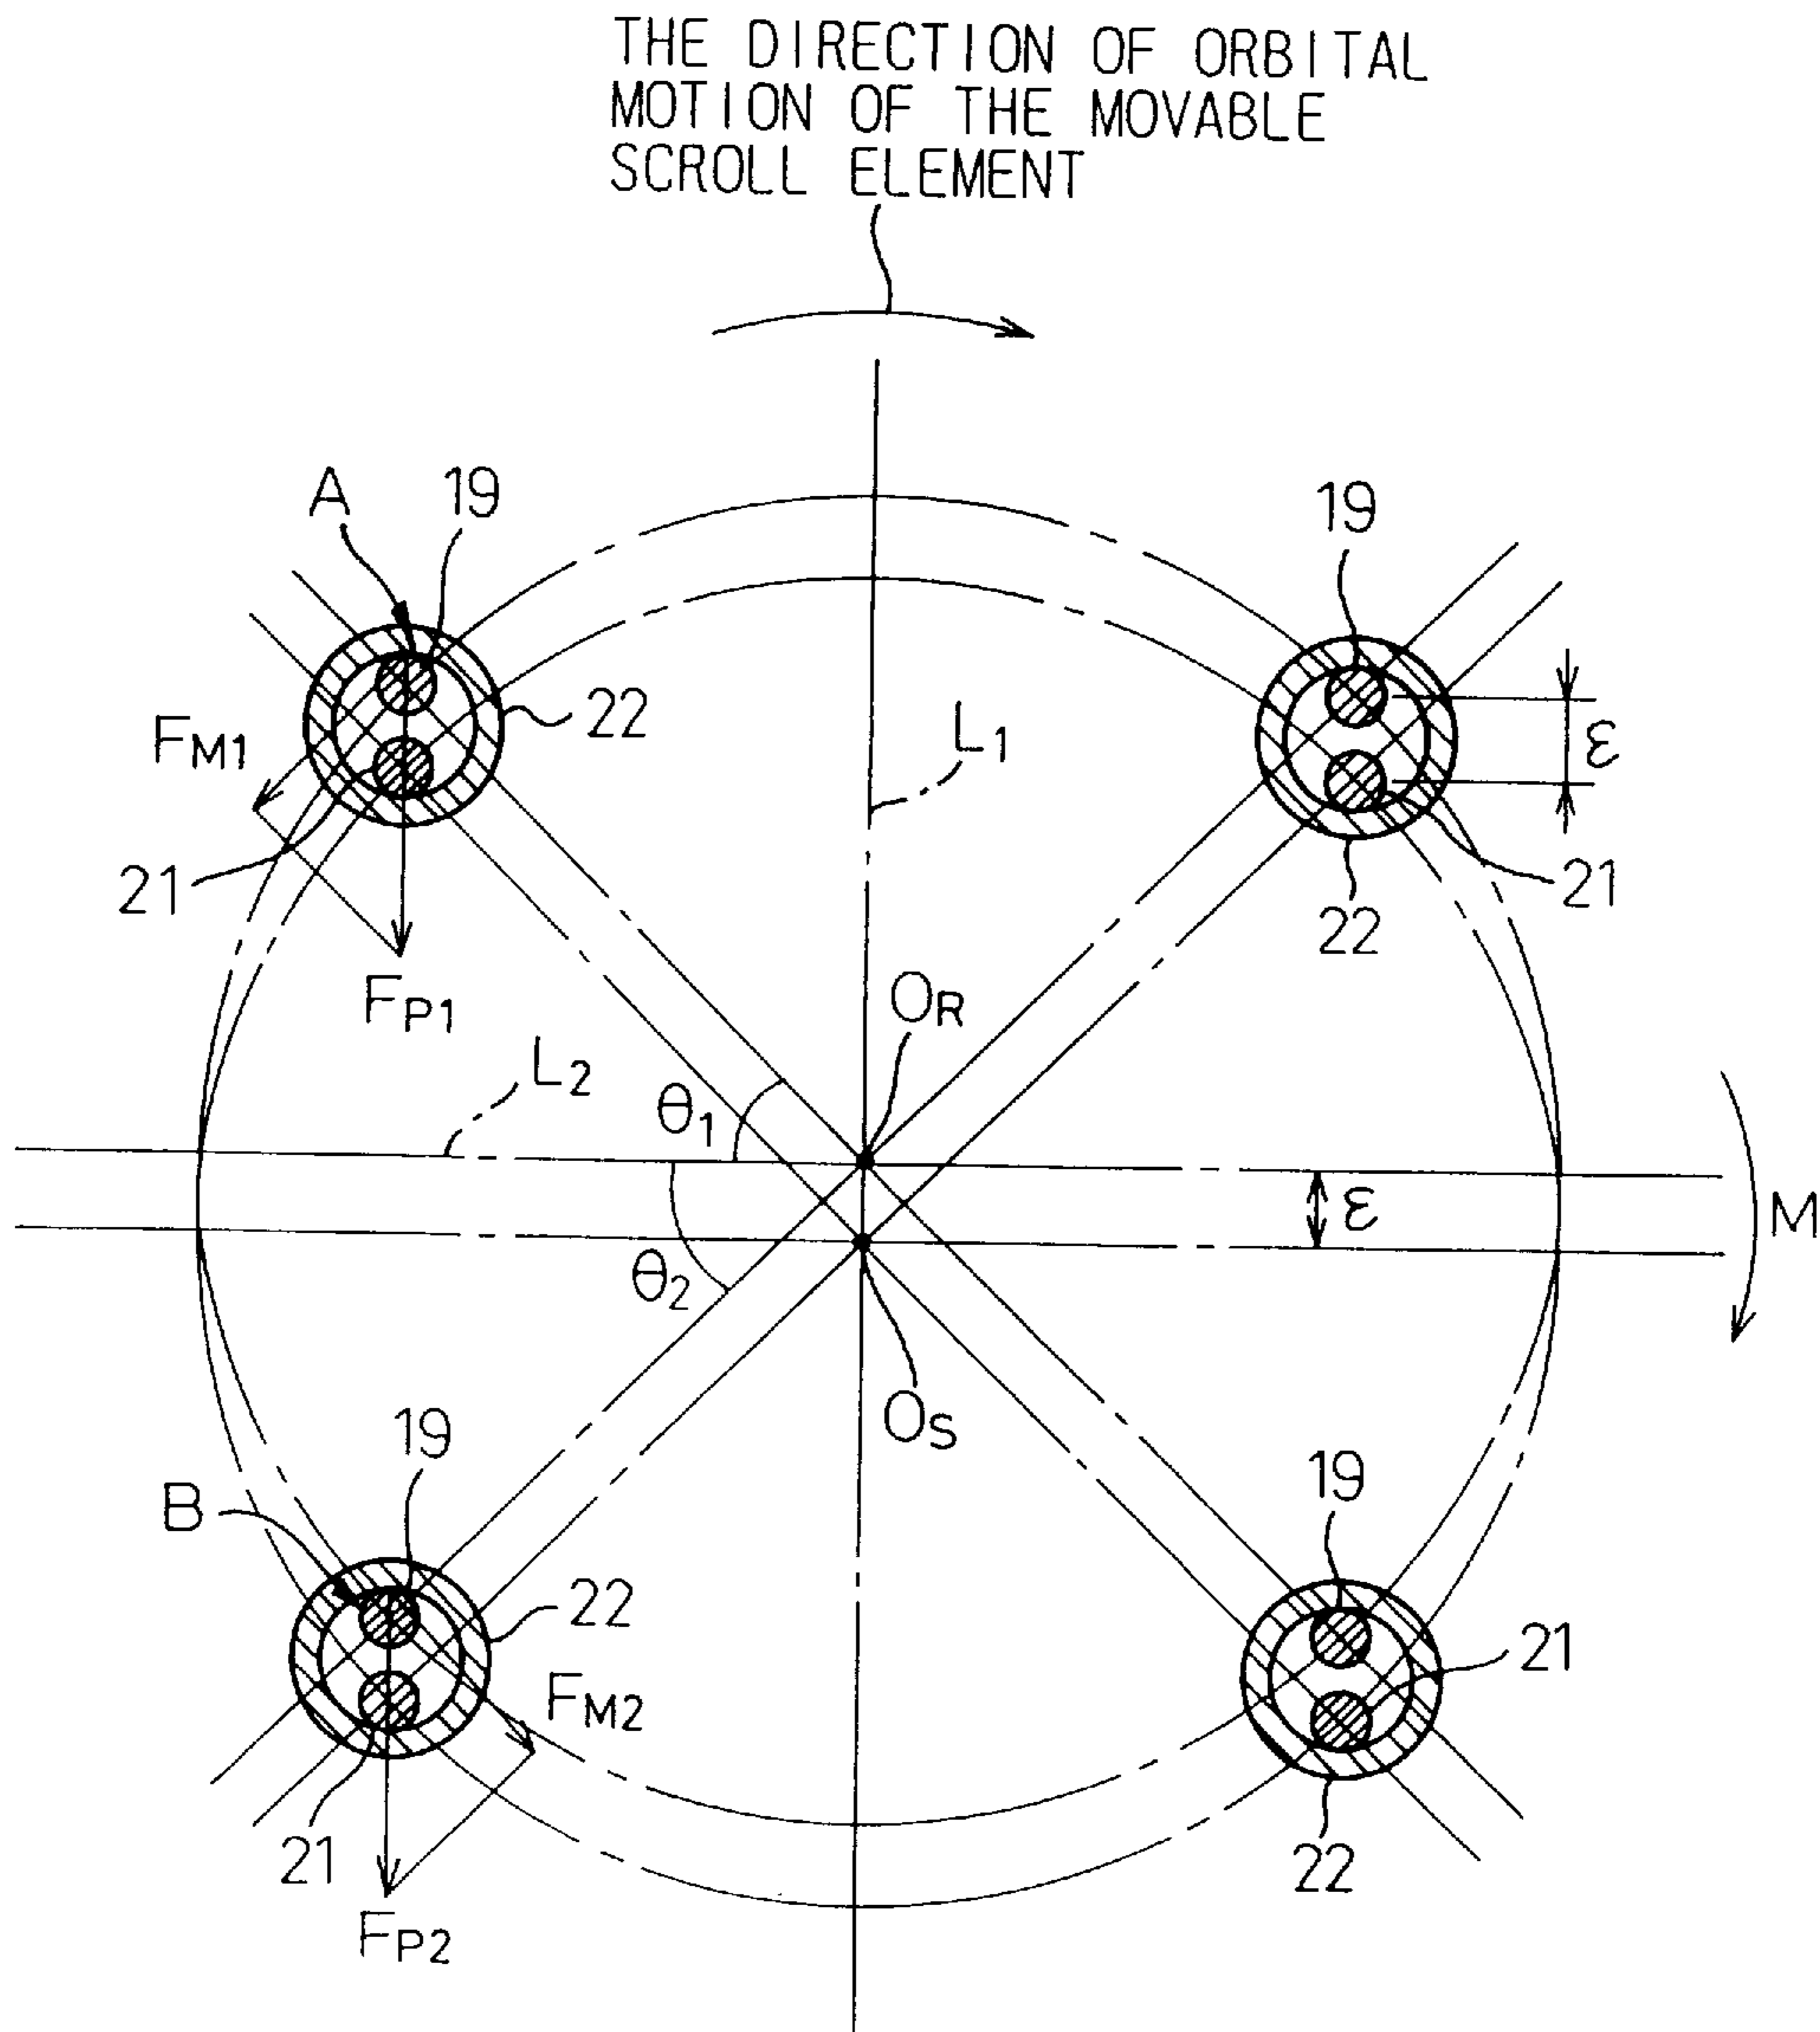 THE DIRECTION OF ORBITAL
MOTION OF THE MOVABLE
SCROLL ELEMENT
A
19
19
22
FM1
L1
ε
21
22
21
FP1
OR
L2
θ1
ε
M
θ2
OS
19
19
B
22
21
FM2
21
22
FP2